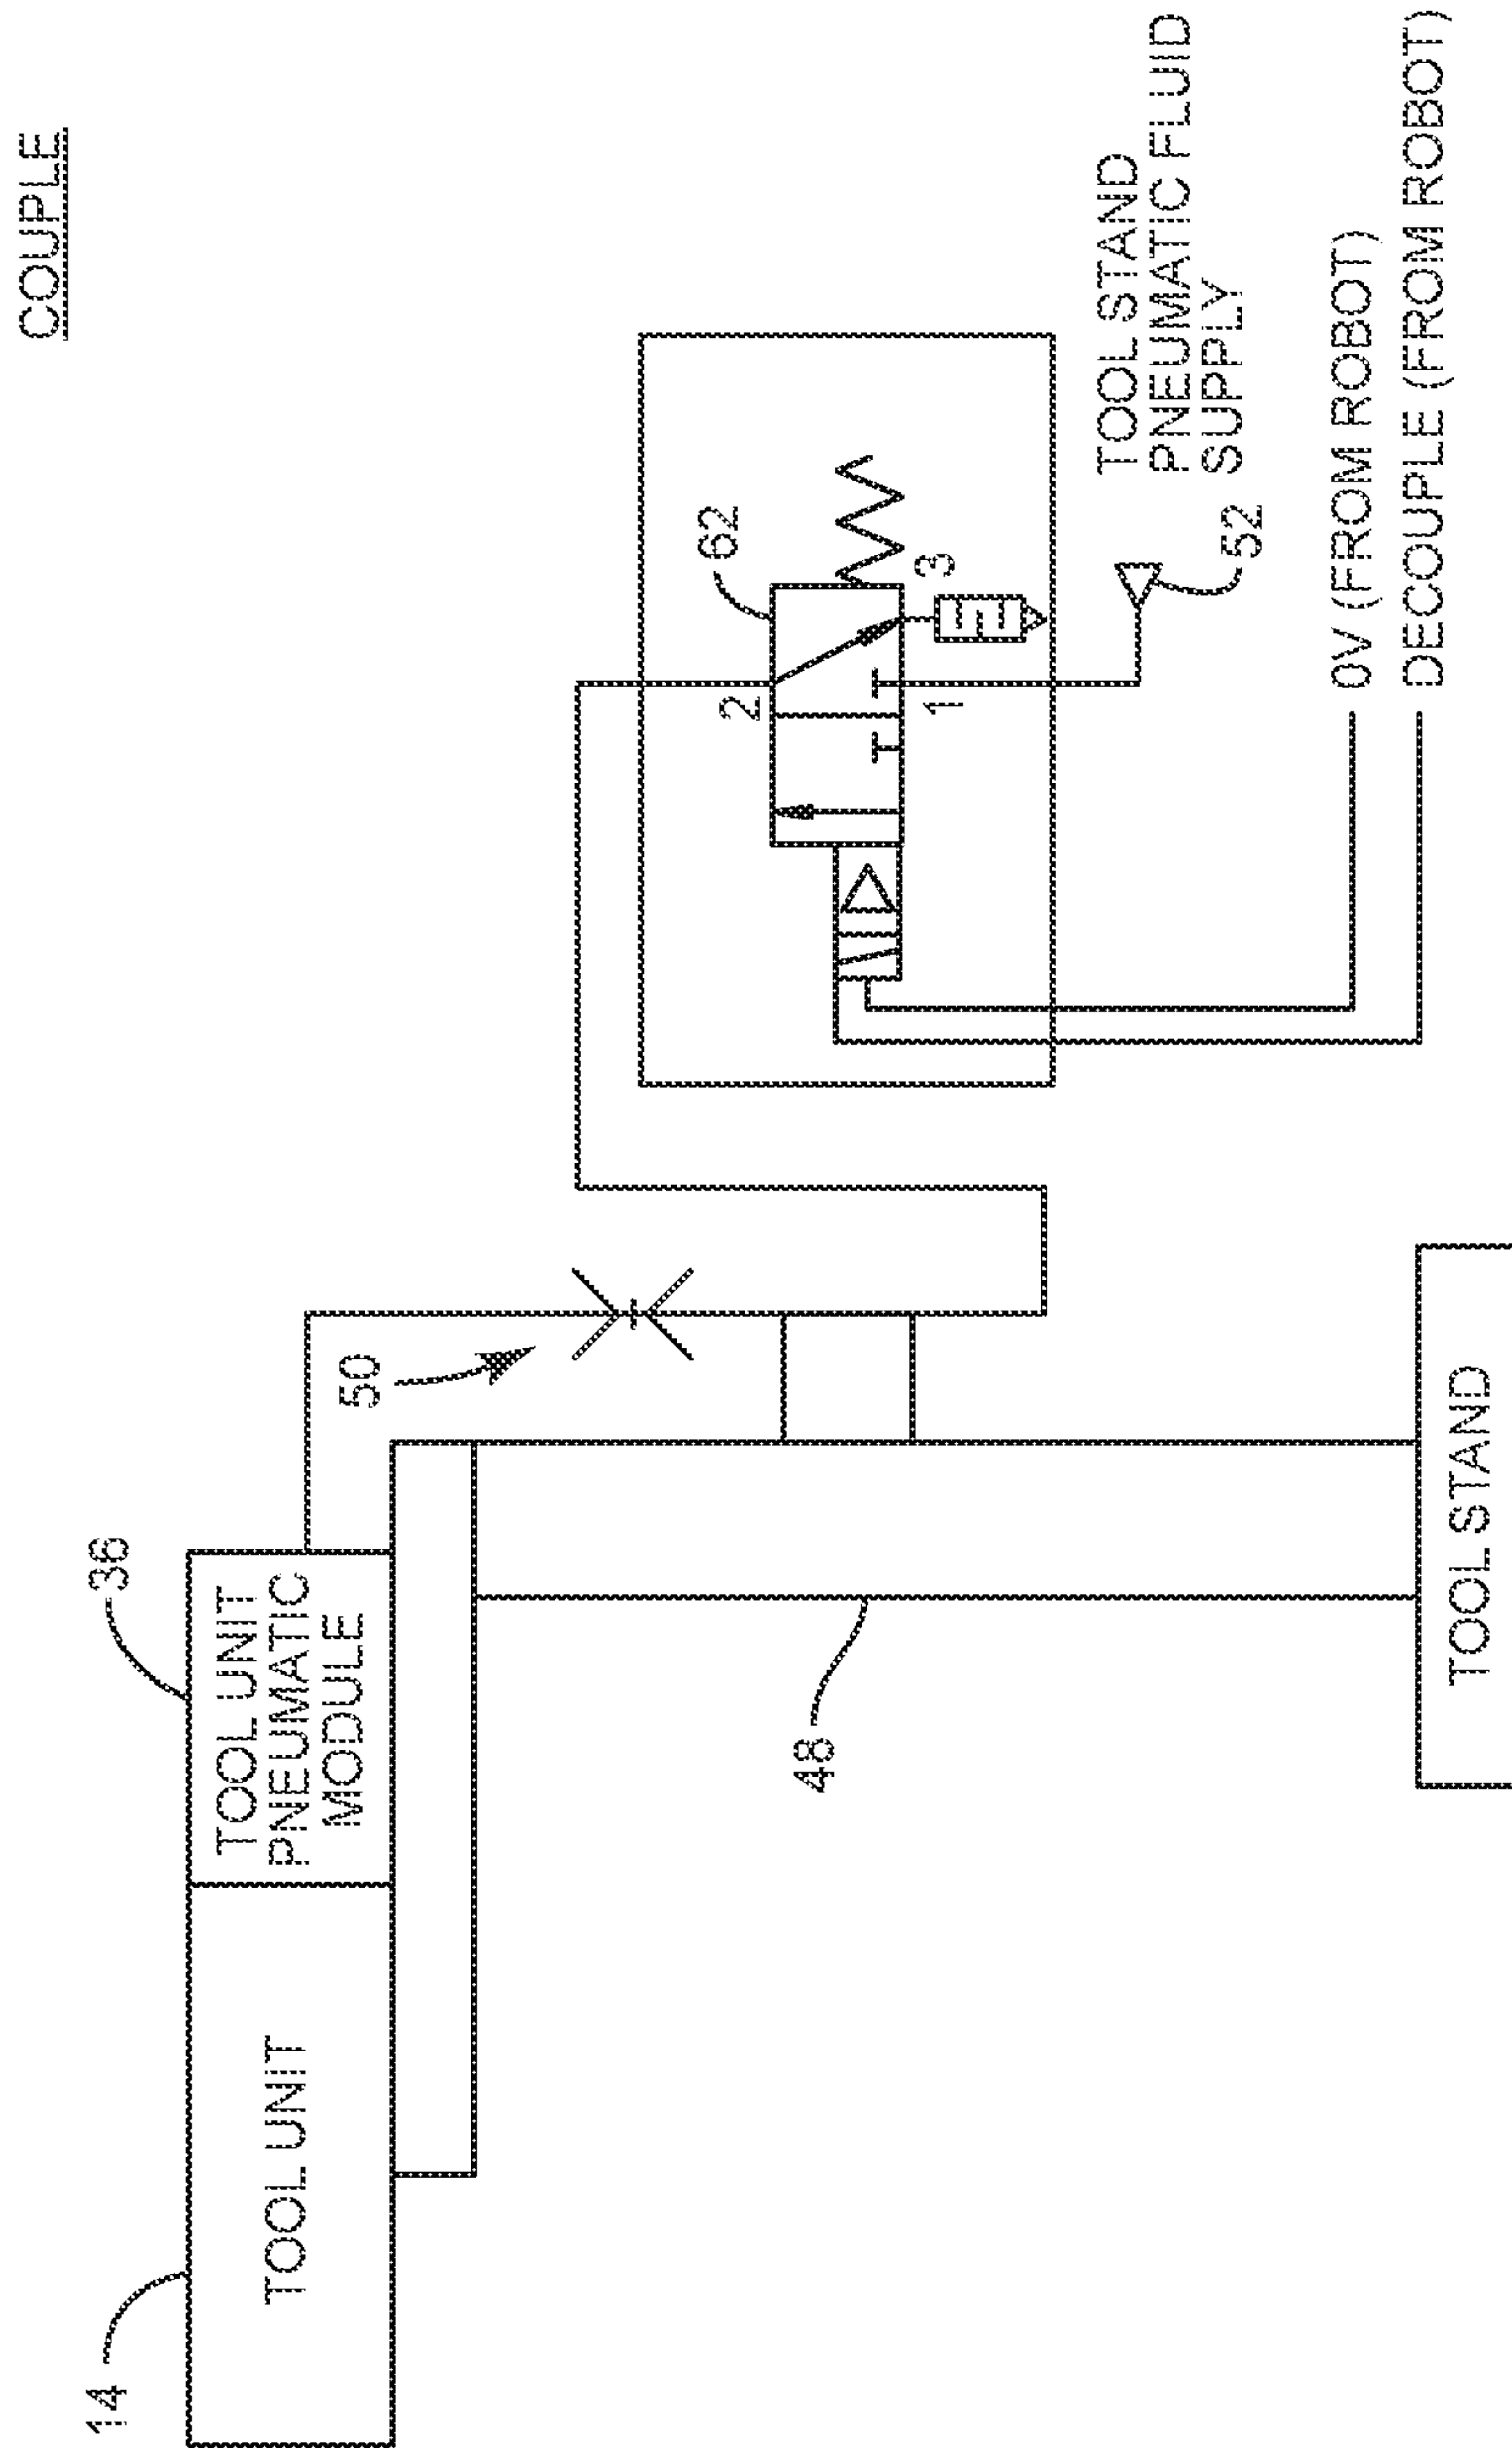 COUPLE
14
36
TOOL UNIT
TOOL UNIT
PNEUMATIC
MODULE
50
48
TOOL STAND
62
2
1
3
TOOL STAND
PNEUMATIC FLUID
SUPPLY
52
0V (FROM ROBOT)
DECOUPLE (FROM ROBOT)